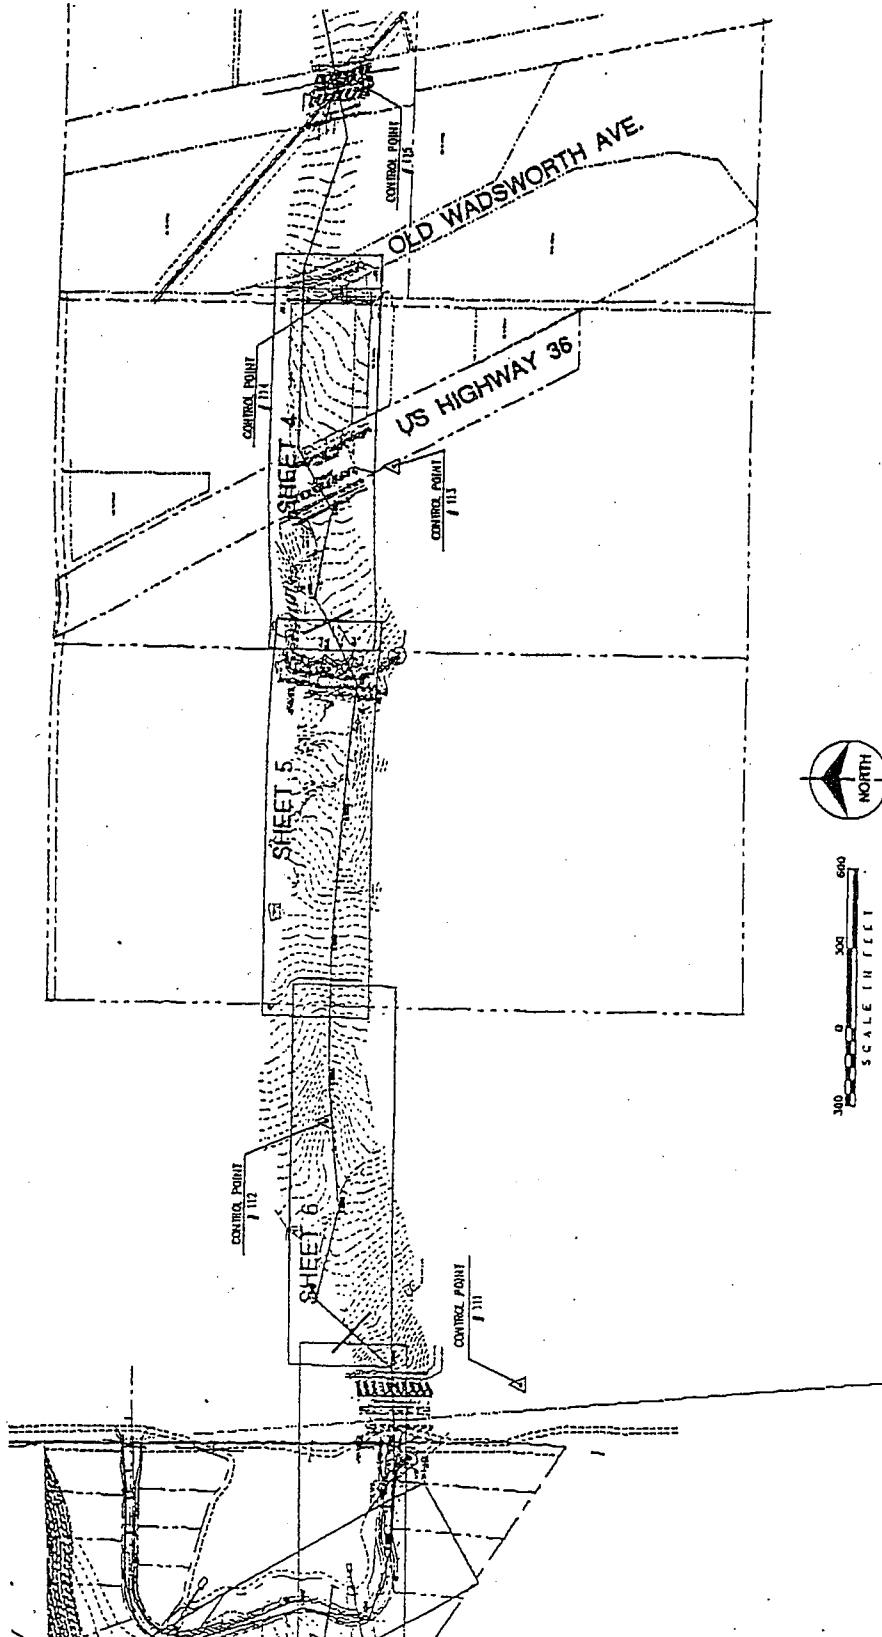 CONTROL POINT
# 115
OLD WADSWORTH AVE.
CONTROL POINT
# 114
US HIGHWAY 36
SHEET 4
CONTROL POINT
# 113
SHEET 5
NORTH
600
300
0
300
SCALE IN FEET
CONTROL POINT
# 112
SHEET 6
CONTROL POINT
# 111